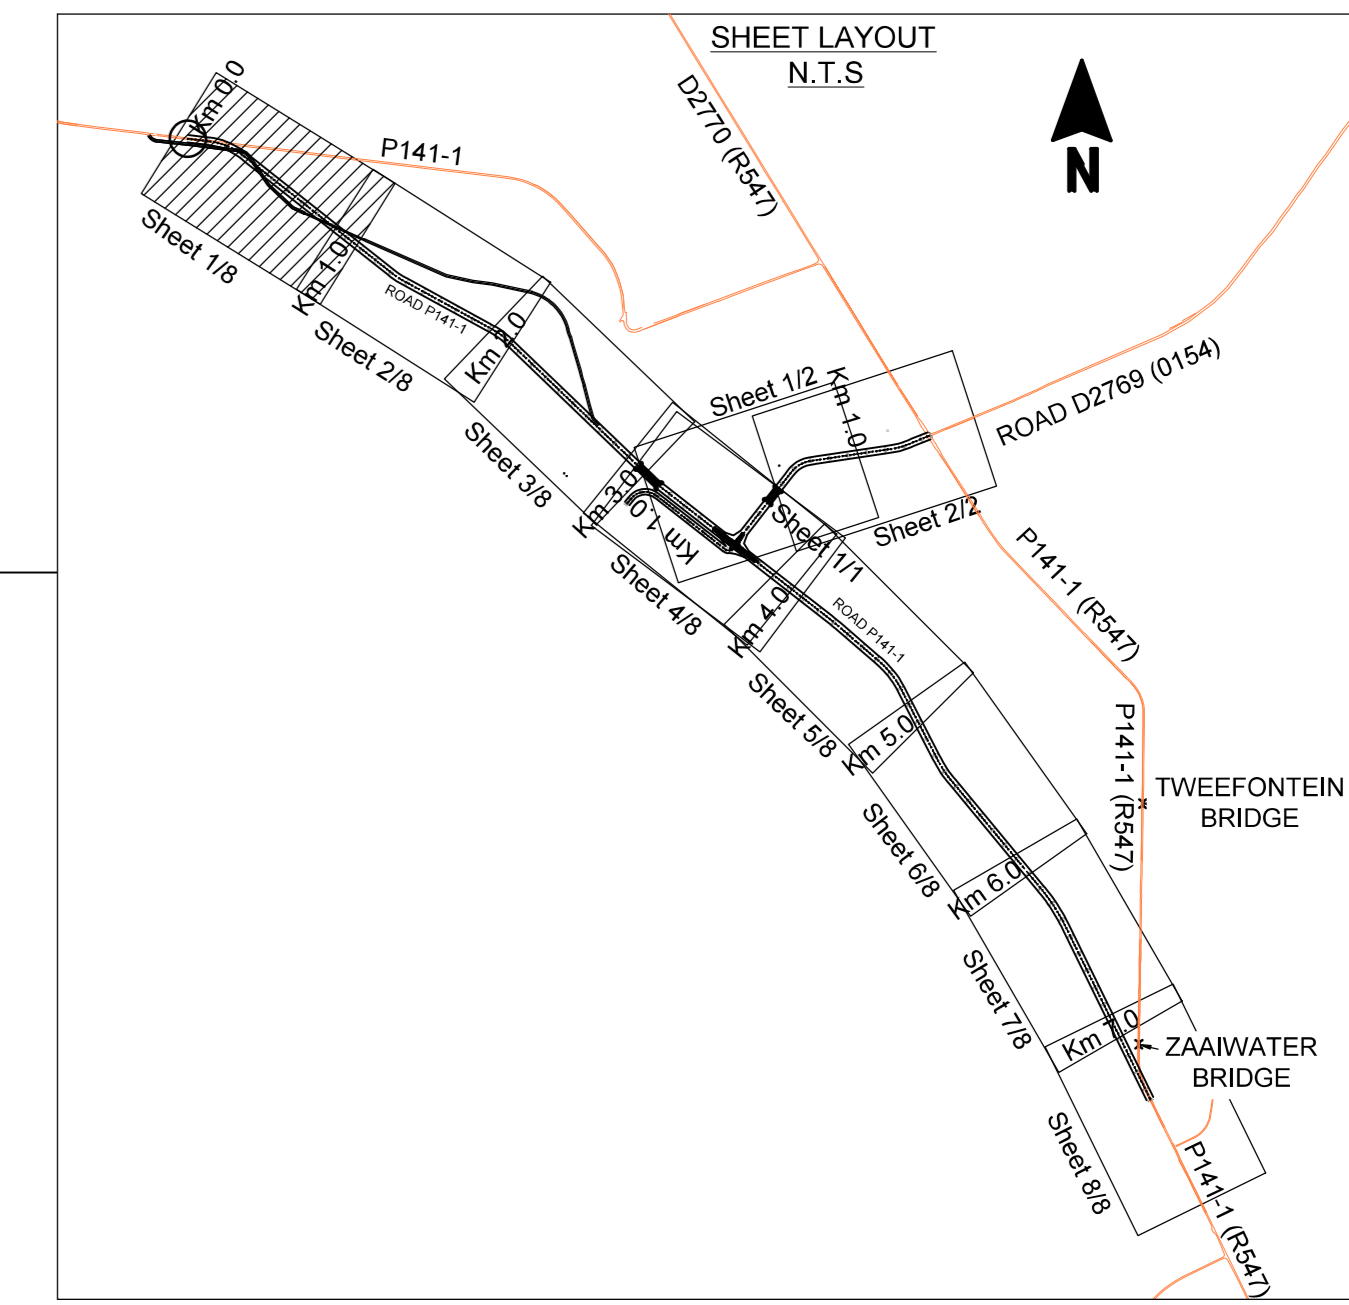 SHEET LAYOUT
N.T.S
N
Km 0.0
P141-1
D2770 (R547)
Sheet 1/8
Km 1.0
ROAD P141-1
Sheet 2/8
Km 2.0
Sheet 3/8
Km 3.0
Sheet 1/2
Km 1.0
ROAD D2769 (0154)
Sheet 2/2
Km 1.0
Sheet 1/1
Sheet 4/8
Km 4.0
ROAD P141-1
P141-1 (R547)
Sheet 5/8
Km 5.0
P141-1 (R547)
TWEEFONTEIN
BRIDGE
Sheet 6/8
Km 6.0
Sheet 7/8
Km 7.0
ZAAIWATER
BRIDGE
Sheet 8/8
P141-1 (R547)